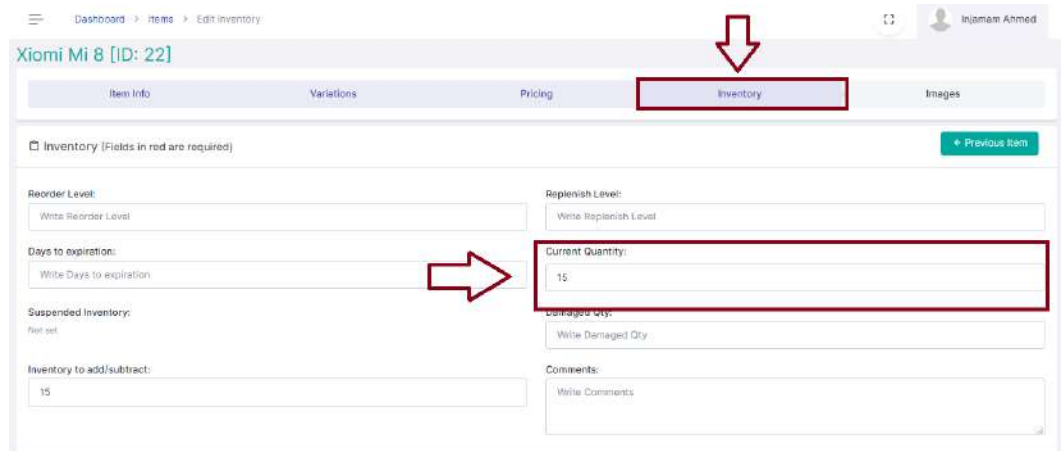 Dashboard > Items > Edit Inventory
Injamam Ahmed
Xiomi Mi 8 [ID: 22]
Item Info Variations Pricing Inventory Images
Inventory (Fields in red are required)
← Previous Item
Reorder Level: Replenish Level:
Write Reorder Level Write Replenish Level
Days to expiration: Current Quantity:
Write Days to expiration 15
Suspended Inventory: Damaged Qty:
Not set Write Damaged Qty
Inventory to add/subtract: Comments:
15 Write Comments